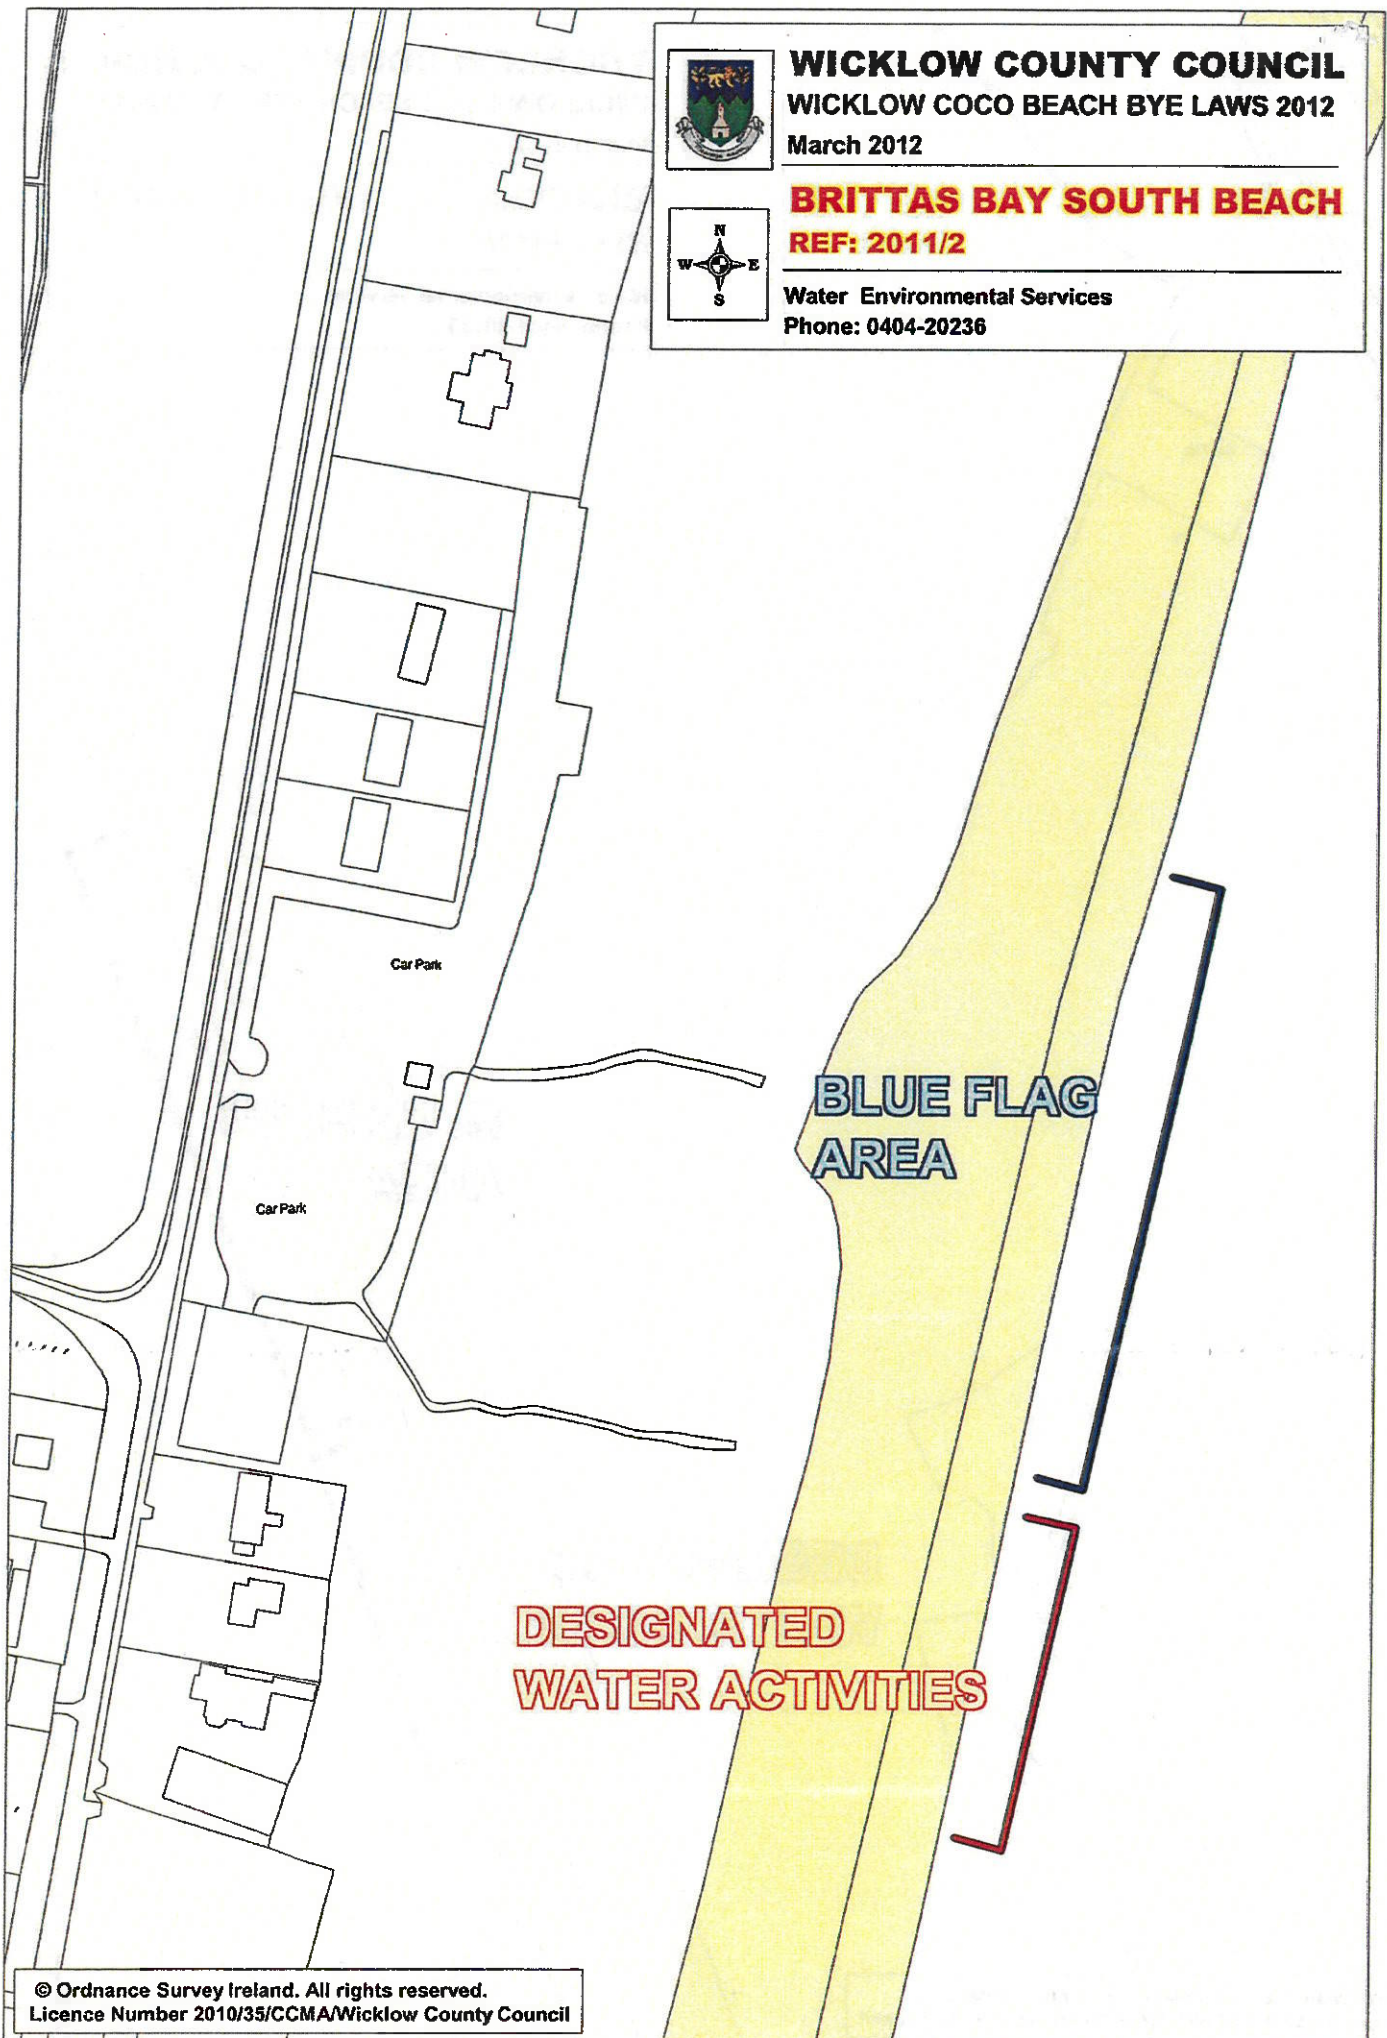 WICKLOW COUNTY COUNCIL
WICKLOW COCO BEACH BYE LAWS 2012
March 2012
BRITTAS BAY SOUTH BEACH
REF: 2011/2
N
W E
S
Water Environmental Services
Phone: 0404-20236
Car Park
BLUE FLAG
AREA
Car Park
DESIGNATED
WATER ACTIVITIES
© Ordnance Survey Ireland. All rights reserved.
Licence Number 2010/35/CCMA/Wicklow County Council